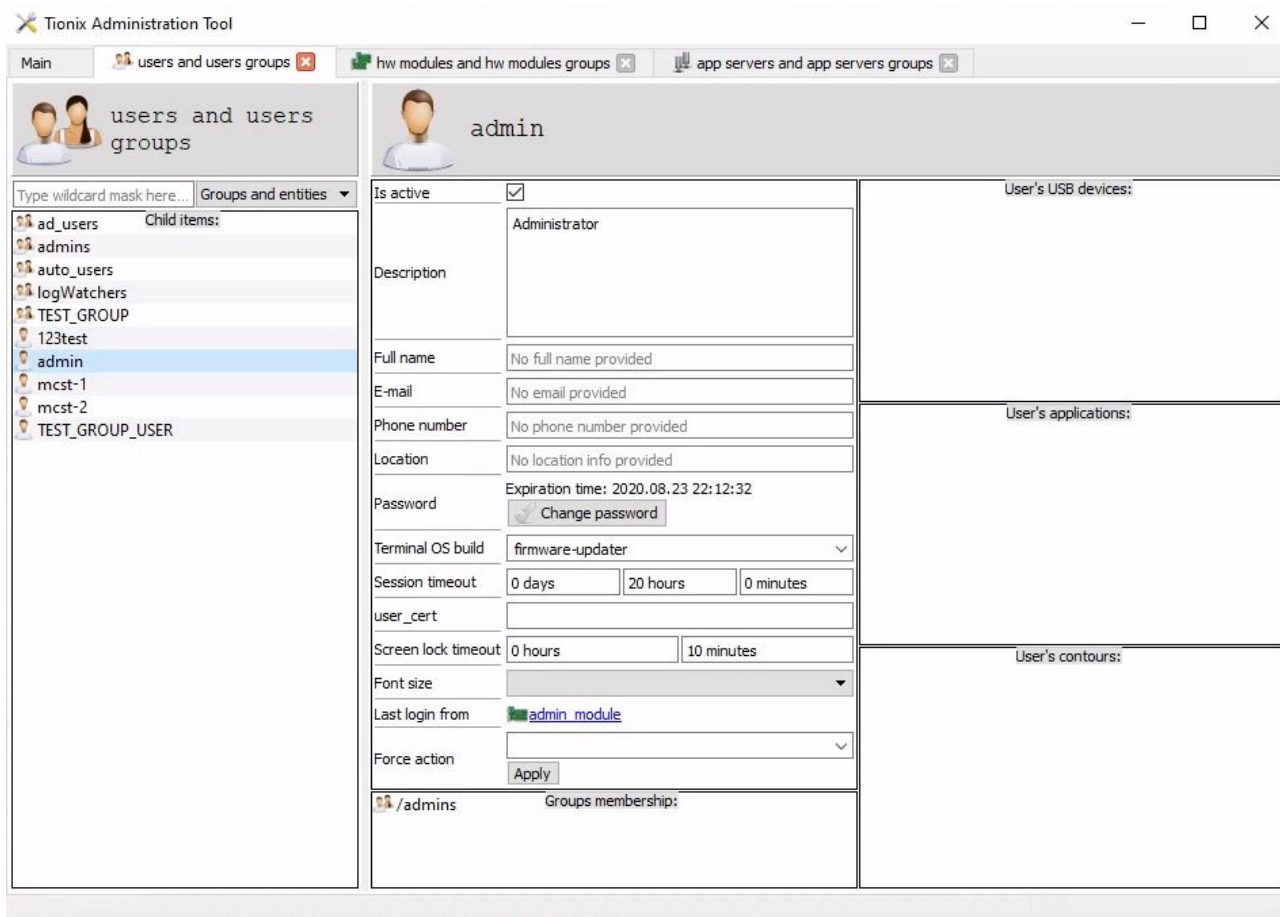 Tionix Administration Tool
Main
users and users groups
hw modules and hw modules groups
app servers and app servers groups
users and users
groups
admin
Type wildcard mask here...
Groups and entities
Child items:
ad_users
admins
auto_users
logWatchers
TEST_GROUP
123test
admin
mcst-1
mcst-2
TEST_GROUP_USER
Is active
Description
Administrator
Full name
No full name provided
E-mail
No email provided
Phone number
No phone number provided
Location
No location info provided
Password
Expiration time: 2020.08.23 22:12:32
Change password
Terminal OS build
firmware-updater
Session timeout
0 days
20 hours
0 minutes
user_cert
Screen lock timeout
0 hours
10 minutes
Font size
Last login from
admin_module
Force action
Apply
Groups membership:
/admins
User's USB devices:
User's applications:
User's contours: